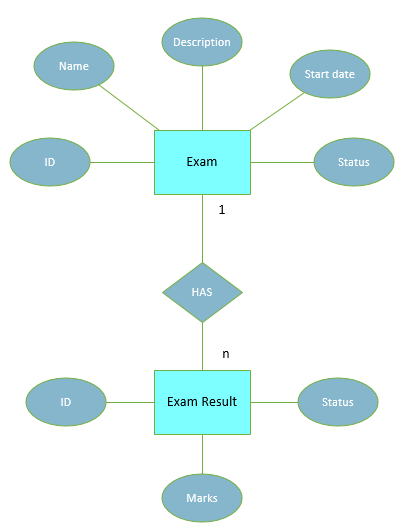 Description
Name
Start date
ID
Exam
Status
1
HAS
n
ID
Exam Result
Status
Marks